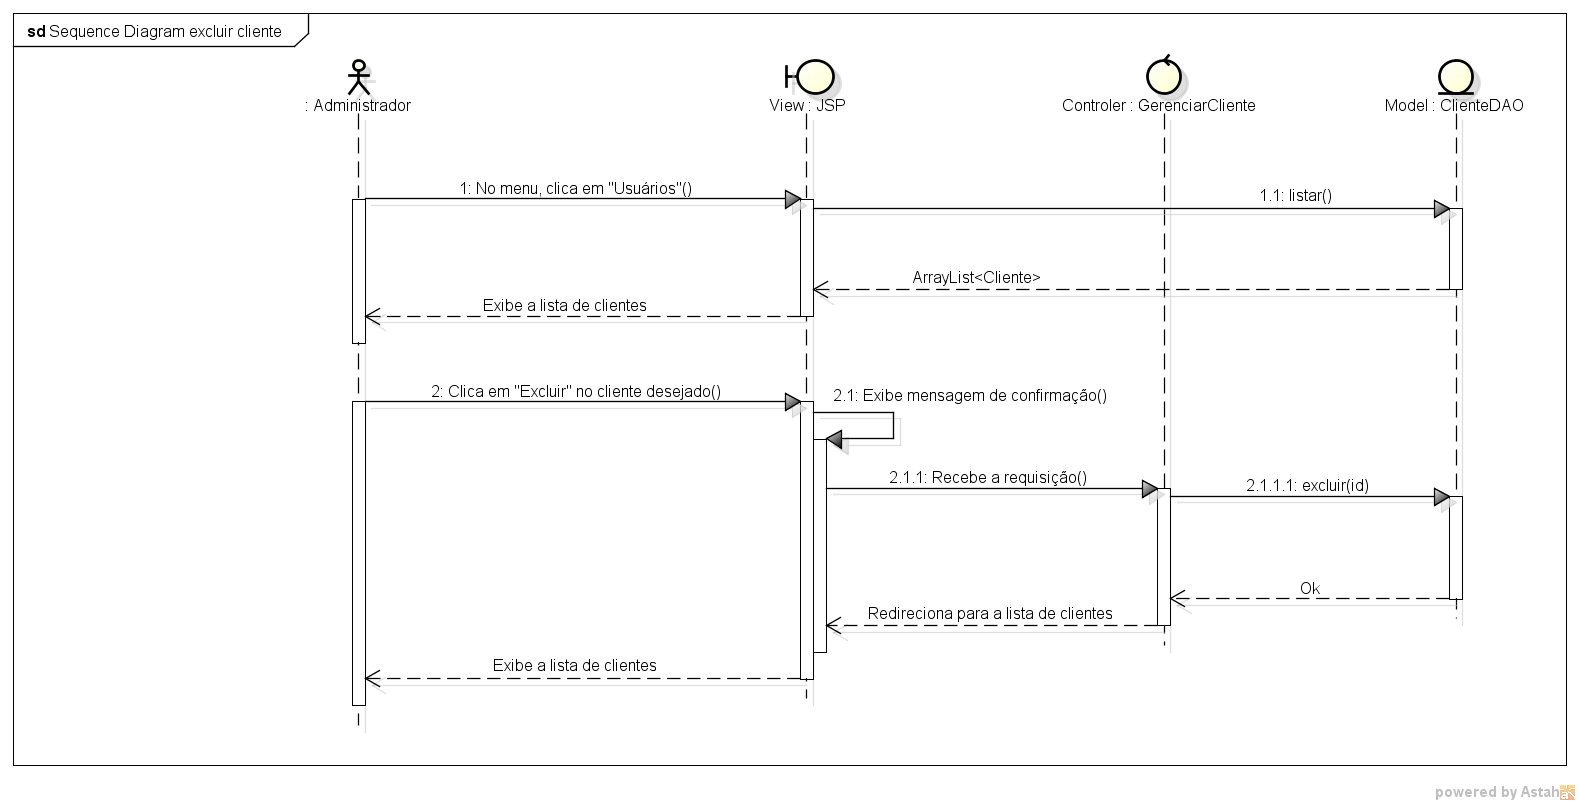 sd Sequence Diagram excluir cliente
: Administrador
View : JSP
Controler : GerenciarCliente
Model : ClienteDAO
1: No menu, clica em "Usuários"()
1.1: listar()
ArrayList<Cliente>
Exibe a lista de clientes
2: Clica em "Excluir" no cliente desejado()
2.1: Exibe mensagem de confirmação()
2.1.1: Recebe a requisição()
2.1.1.1: excluir(id)
Ok
Redireciona para a lista de clientes
Exibe a lista de clientes
powered by Astah